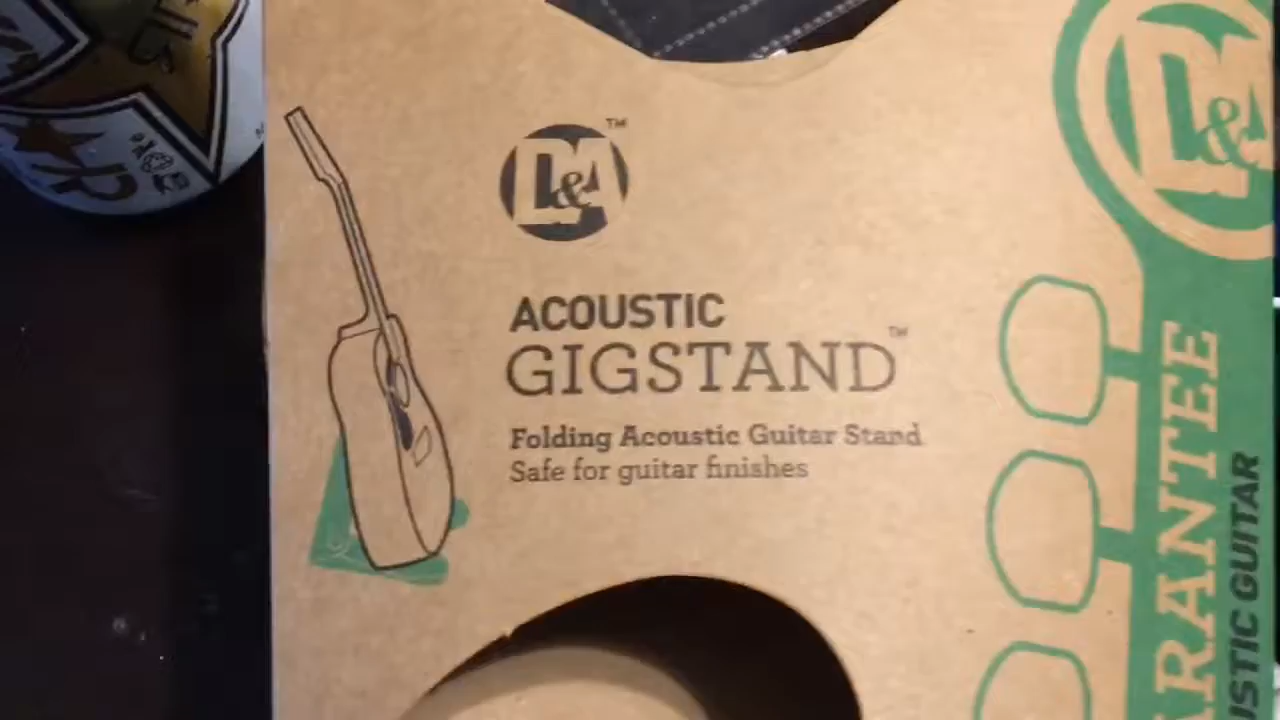 D&M™
ACOUSTIC
GIGSTAND™
Folding Acoustic Guitar Stand
Safe for guitar finishes
D&
RANTEE
USTIC GUITAR